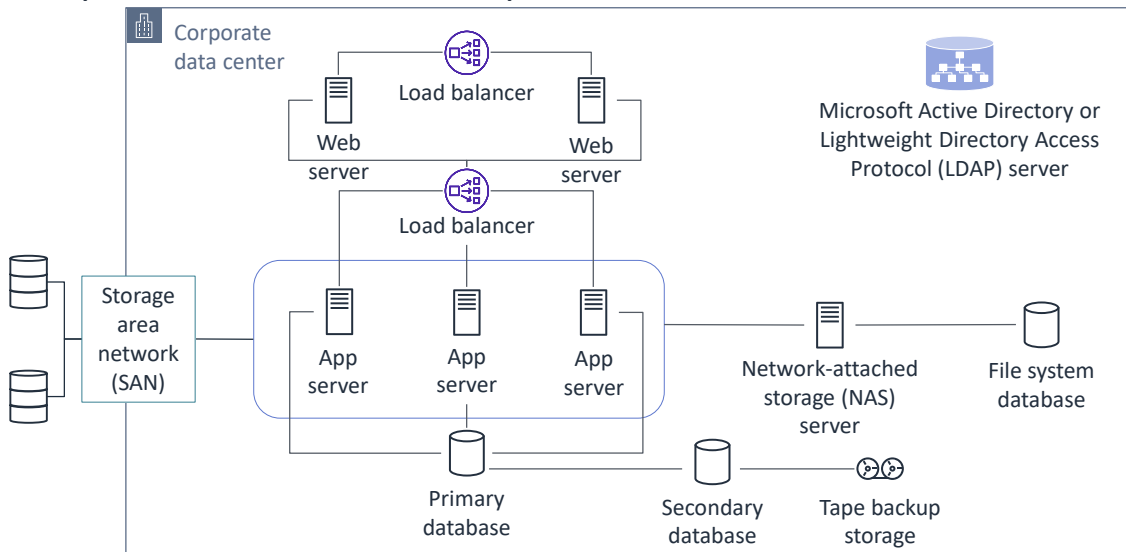 Corporate
data center
Load balancer
Web
server
Web
server
Microsoft Active Directory or
Lightweight Directory Access
Protocol (LDAP) server
Load balancer
Storage
area
network
(SAN)
App
server
App
server
App
server
Network-attached
storage (NAS)
server
File system
database
Primary
database
Secondary
database
Tape backup
storage